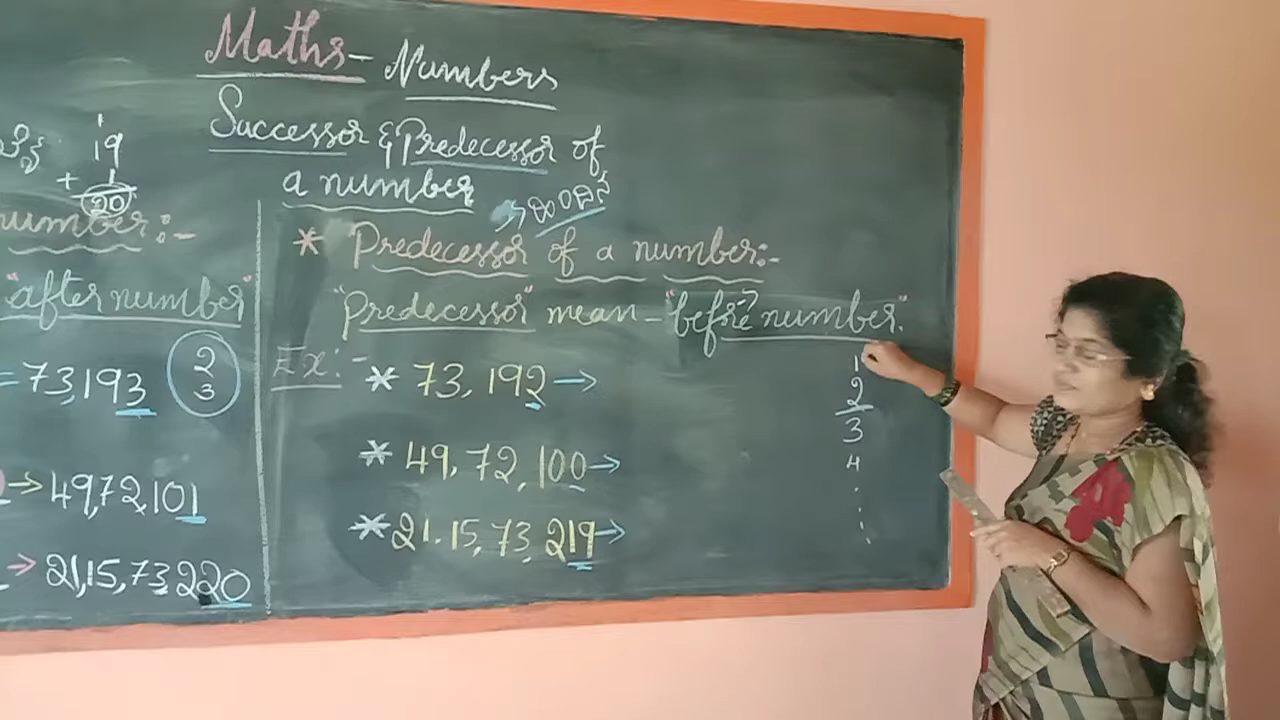 Maths - Numbers
Successor & Predecessor of
a number
19
+ 1
20
number:-
"after number"
= 73,193
2
3
→ 49,72,101
→ 21,15,73,220
* Predecessor of a number:-
"Predecessor" mean - "before number."
Ex:- * 73,192 →
* 49,72,100 →
* 21,15,73,219 →
1
2
3
4